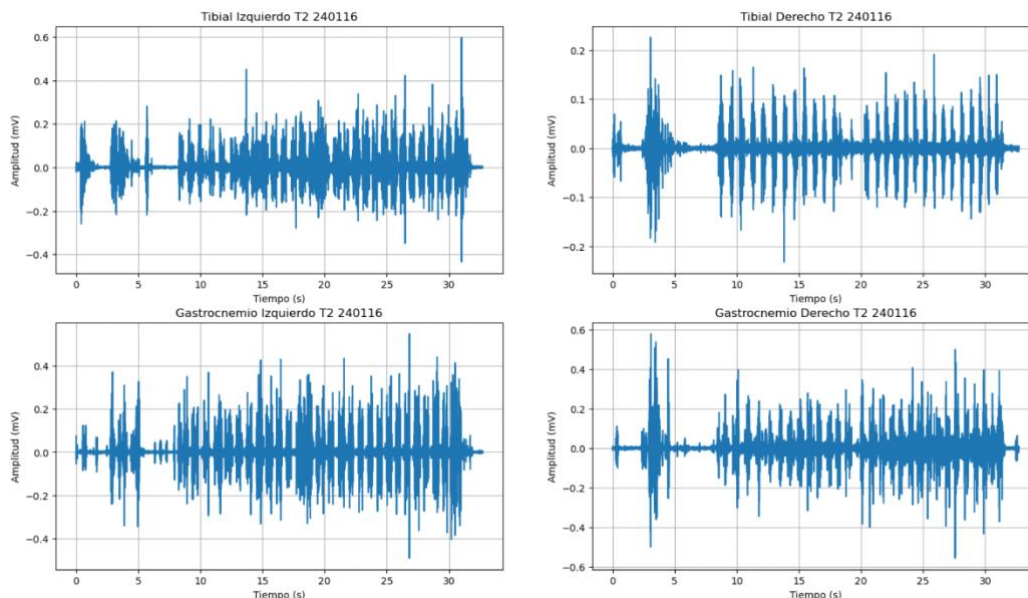 Tibial Izquierdo T2 240116
0.6
0.4
0.2
0.0
−0.2
−0.4
Amplitud (mV)
0 5 10 15 20 25 30
Tiempo (s)
Tibial Derecho T2 240116
0.2
0.1
0.0
−0.1
−0.2
Amplitud (mV)
0 5 10 15 20 25 30
Tiempo (s)
Gastrocnemio Izquierdo T2 240116
0.4
0.2
0.0
−0.2
−0.4
Amplitud (mV)
0 5 10 15 20 25 30
Tiempo (s)
Gastrocnemio Derecho T2 240116
0.6
0.4
0.2
0.0
−0.2
−0.4
−0.6
Amplitud (mV)
0 5 10 15 20 25 30
Tiempo (s)